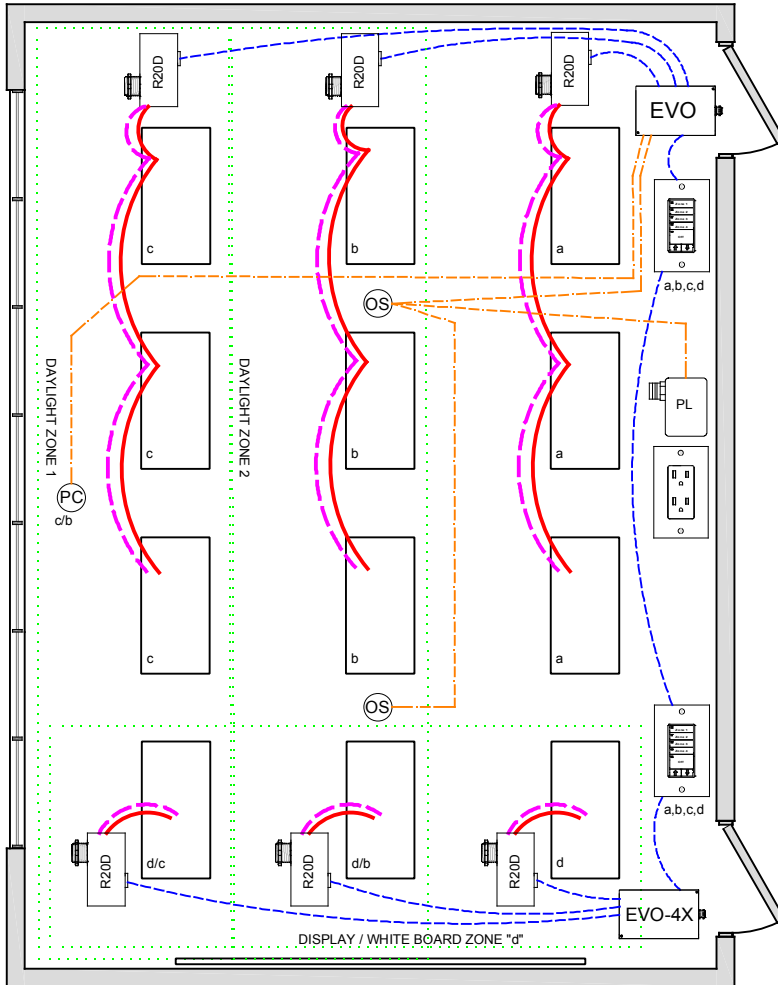 R20D
R20D
R20D
EVO
c
b
a
a,b,c,d
OS
DAYLIGHT ZONE 1
DAYLIGHT ZONE 2
c
b
a
PL
PC
c/b
c
b
a
OS
a,b,c,d
d/c
d/b
d
R20D
R20D
R20D
EVO-4X
DISPLAY / WHITE BOARD ZONE "d"